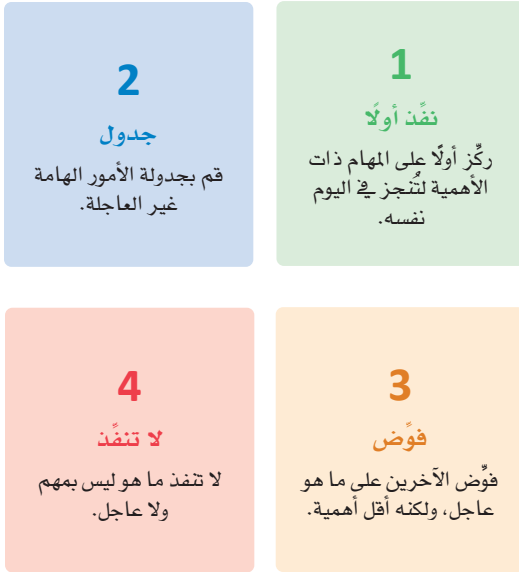 1
نفًذ أولًا
ركِّز أولًا على المهام ذات
الأهمية لتُنجز في اليوم
نفسه.
2
جدول
قم بجدولة الأمور الهامة
غير العاجلة.
3
فوًض
فوِّض الآخرين على ما هو
عاجل، ولكنه أقل أهمية.
4
لا تنفًذ
لا تنفذ ما هو ليس بمهم
ولا عاجل.